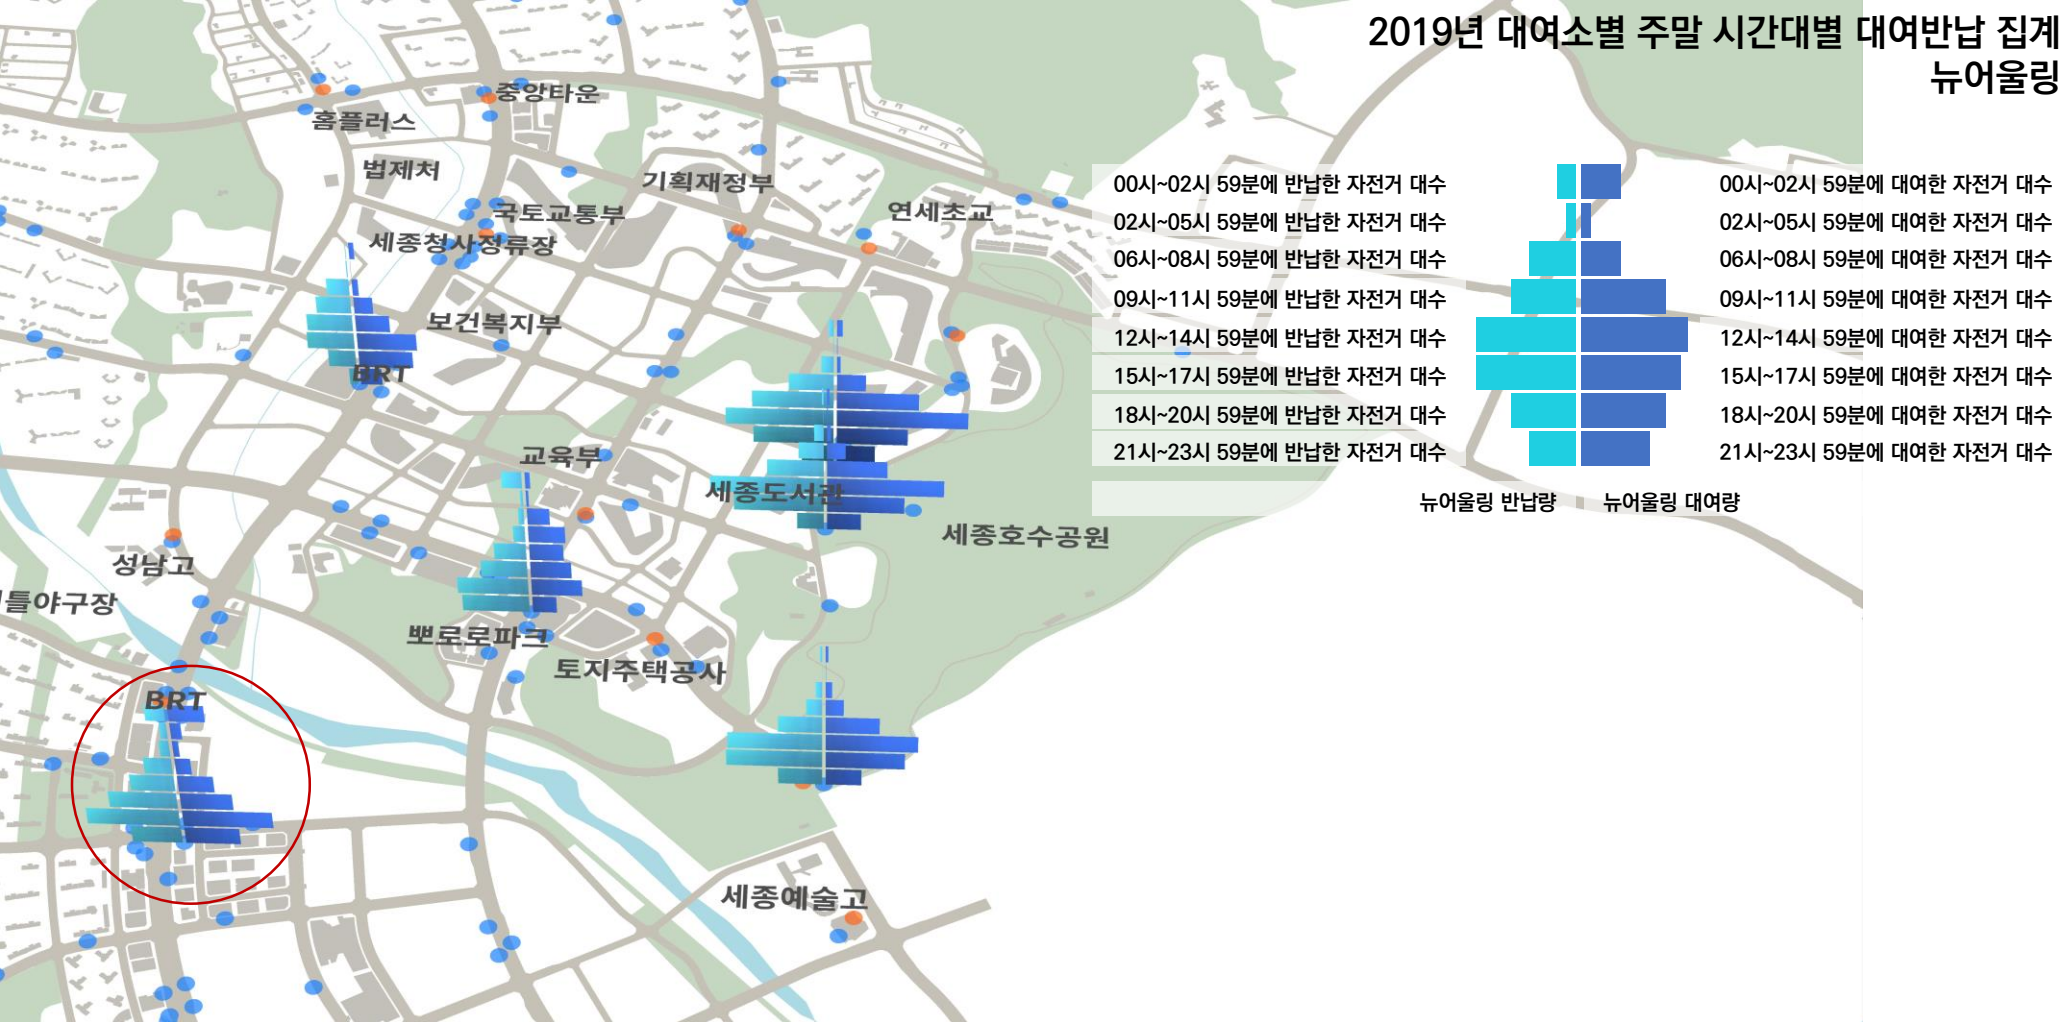 2019년 대여소별 주말 시간대별 대여반납 집계
뉴어울링
중앙타운
홈플러스
법제처
기획재정부
국토교통부
연세초교
세종청사정류장
보건복지부
BRT
교육부
세종도서관
세종호수공원
성남고
틀야구장
뽀로로파크
토지주택공사
BRT
세종예술고
00시~02시 59분에 반납한 자전거 대수
00시~02시 59분에 대여한 자전거 대수
02시~05시 59분에 반납한 자전거 대수
02시~05시 59분에 대여한 자전거 대수
06시~08시 59분에 반납한 자전거 대수
06시~08시 59분에 대여한 자전거 대수
09시~11시 59분에 반납한 자전거 대수
09시~11시 59분에 대여한 자전거 대수
12시~14시 59분에 반납한 자전거 대수
12시~14시 59분에 대여한 자전거 대수
15시~17시 59분에 반납한 자전거 대수
15시~17시 59분에 대여한 자전거 대수
18시~20시 59분에 반납한 자전거 대수
18시~20시 59분에 대여한 자전거 대수
21시~23시 59분에 반납한 자전거 대수
21시~23시 59분에 대여한 자전거 대수
뉴어울링 반납량
뉴어울링 대여량